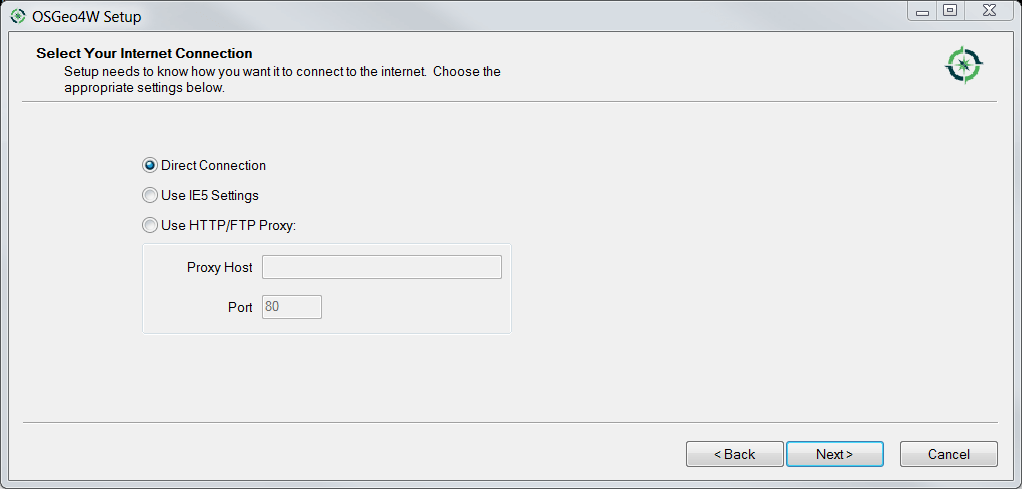 OSGeo4W Setup
Select Your Internet Connection
Setup needs to know how you want it to connect to the internet. Choose the
appropriate settings below.
Direct Connection
Use IE5 Settings
Use HTTP/FTP Proxy:
Proxy Host
Port 80
< Back Next > Cancel